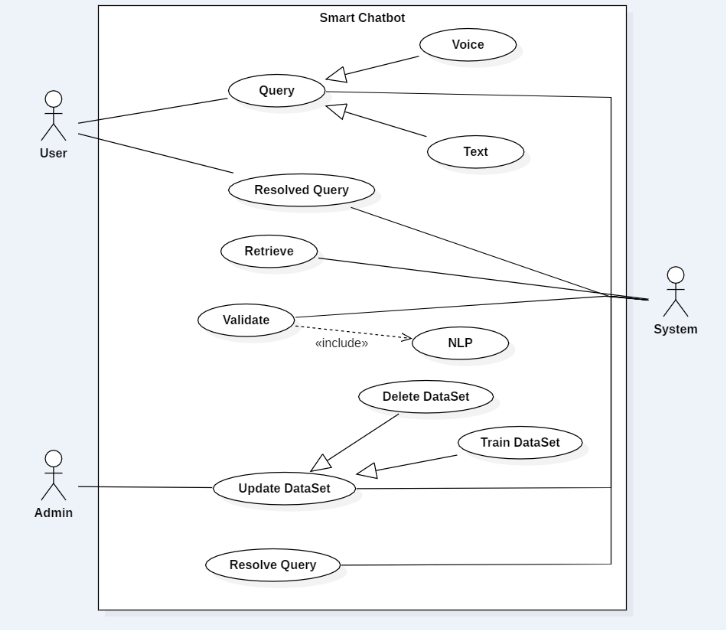 Smart Chatbot
Voice
Query
User
Text
Resolved Query
Retrieve
System
Validate
«include»
NLP
Delete DataSet
Train DataSet
Update DataSet
Admin
Resolve Query